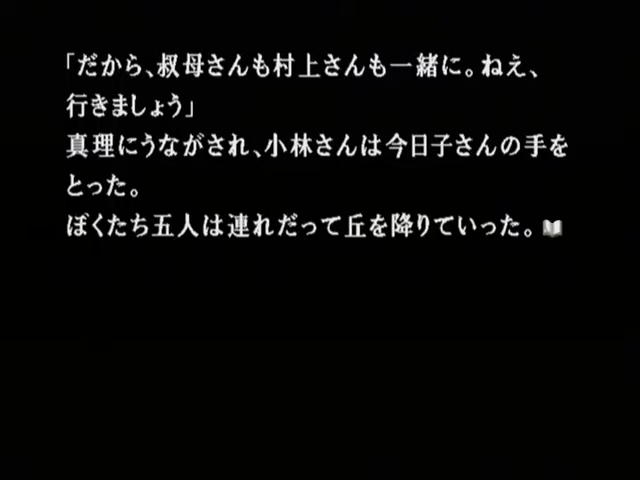 「だから、叔母さんも村上さんも一緒に。ねえ、
行きましょう」
真理にうながされ、小林さんは今日子さんの手を
とった。
ぼくたち五人は連れだって丘を降りていった。